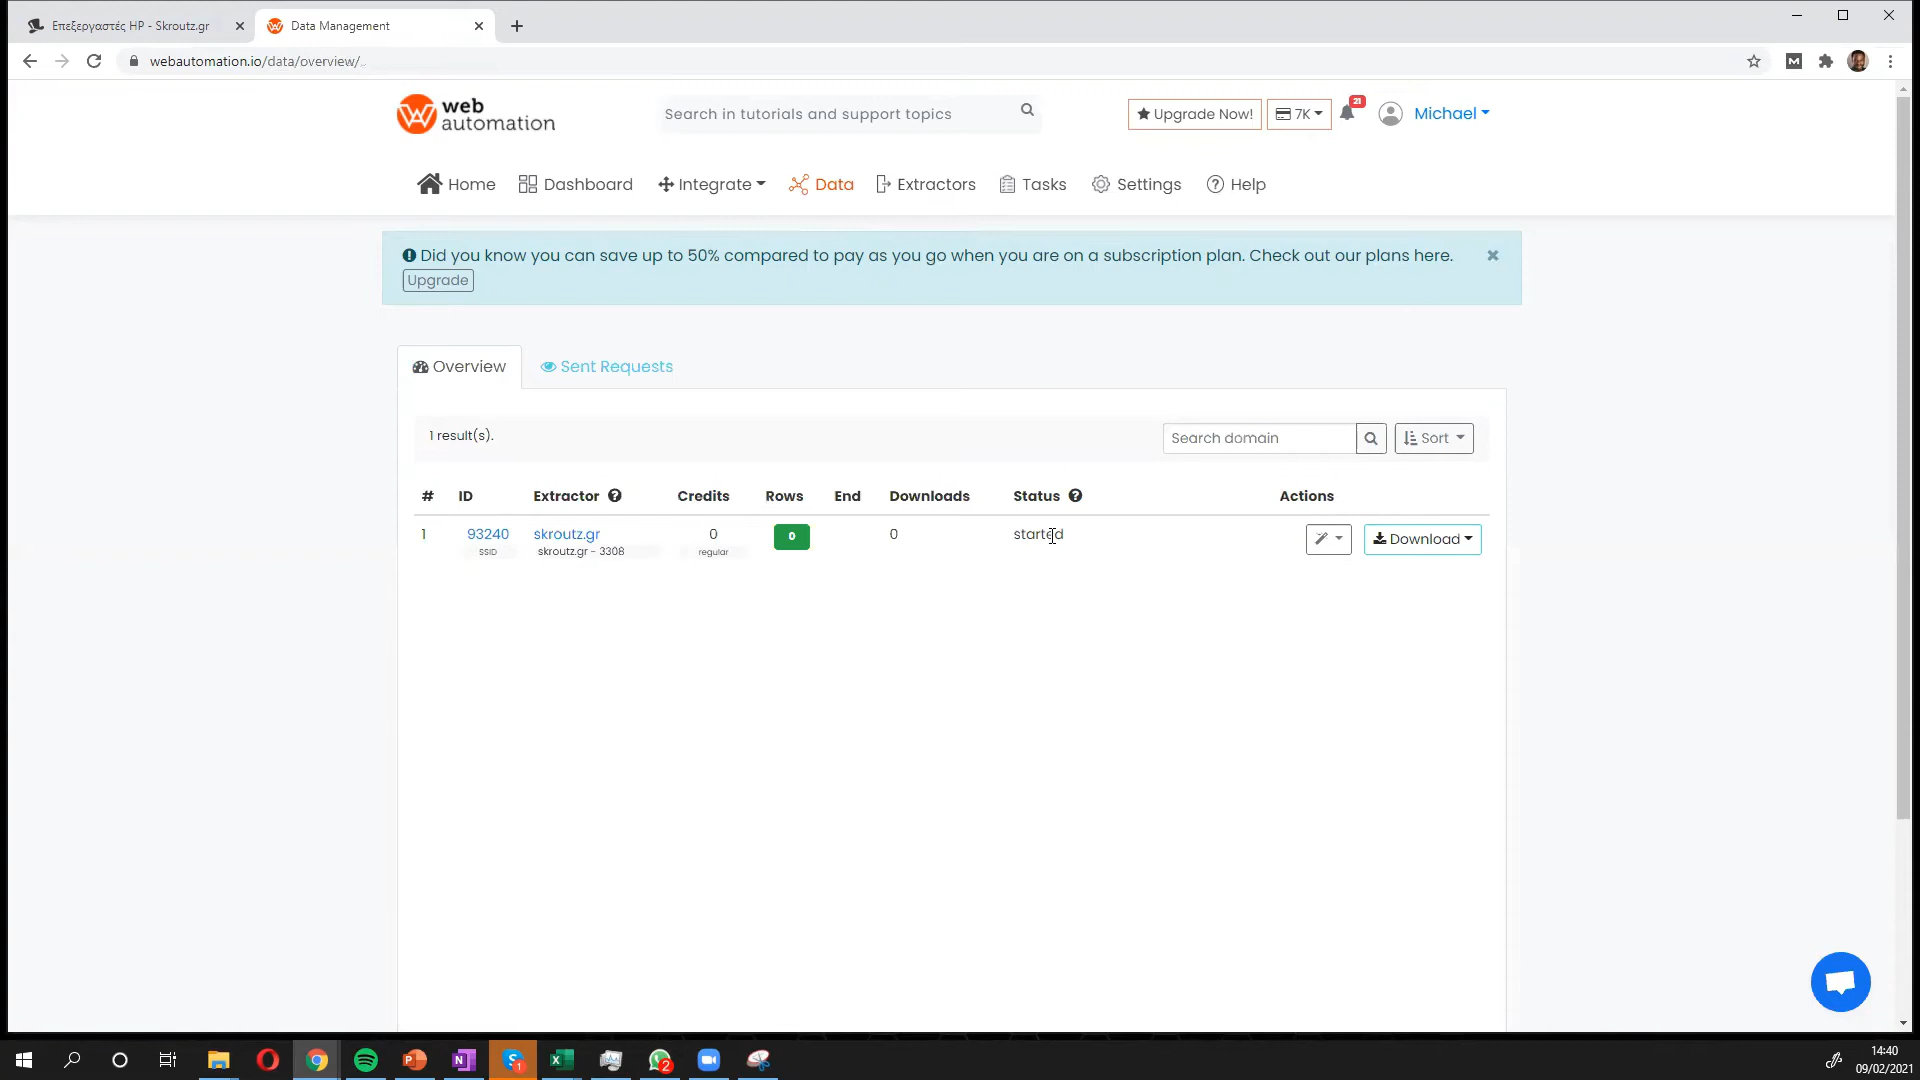 Επεξεργαστές HP - Skroutz.gr
Data Management
webautomation.io/data/overview/..
web
automation
Search in tutorials and support topics
Upgrade Now!
7K
21
Michael
Home
Dashboard
Integrate
Data
Extractors
Tasks
Settings
Help
Did you know you can save up to 50% compared to pay as you go when you are on a subscription plan. Check out our plans here.
Upgrade
Overview
Sent Requests
1 result(s).
Search domain
Sort
# ID Extractor Credits Rows End Downloads Status Actions
1 93240 skroutz.gr 0 0 0 started Download
SSID skroutz.gr - 3308 regular
1
2
14:40
09/02/2021